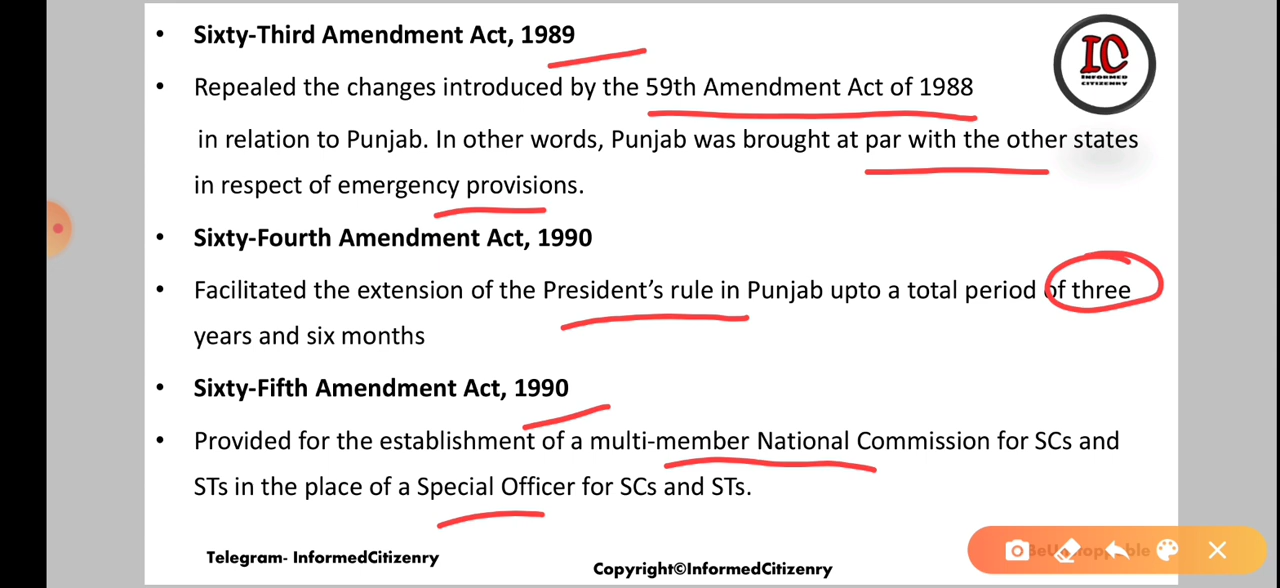 • Sixty-Third Amendment Act, 1989
IC
INFORMED
CITIZENRY
• Repealed the changes introduced by the 59th Amendment Act of 1988
in relation to Punjab. In other words, Punjab was brought at par with the other states
in respect of emergency provisions.
• Sixty-Fourth Amendment Act, 1990
• Facilitated the extension of the President's rule in Punjab upto a total period of three
years and six months
• Sixty-Fifth Amendment Act, 1990
• Provided for the establishment of a multi-member National Commission for SCs and
STs in the place of a Special Officer for SCs and STs.
Telegram- InformedCitizenry
Copyright©InformedCitizenry